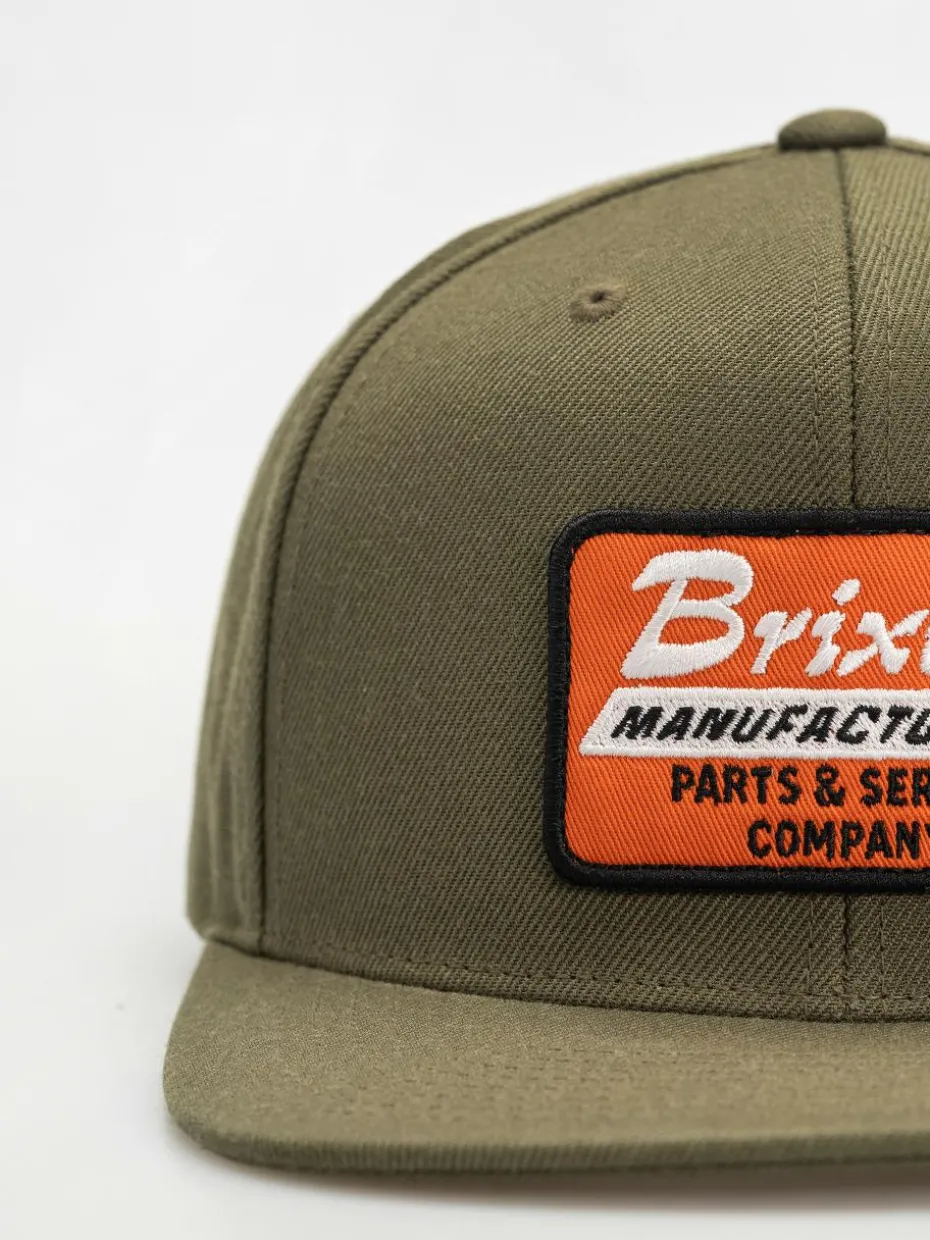 Brix
MANUFACTU
PARTS & SER
COMPANY